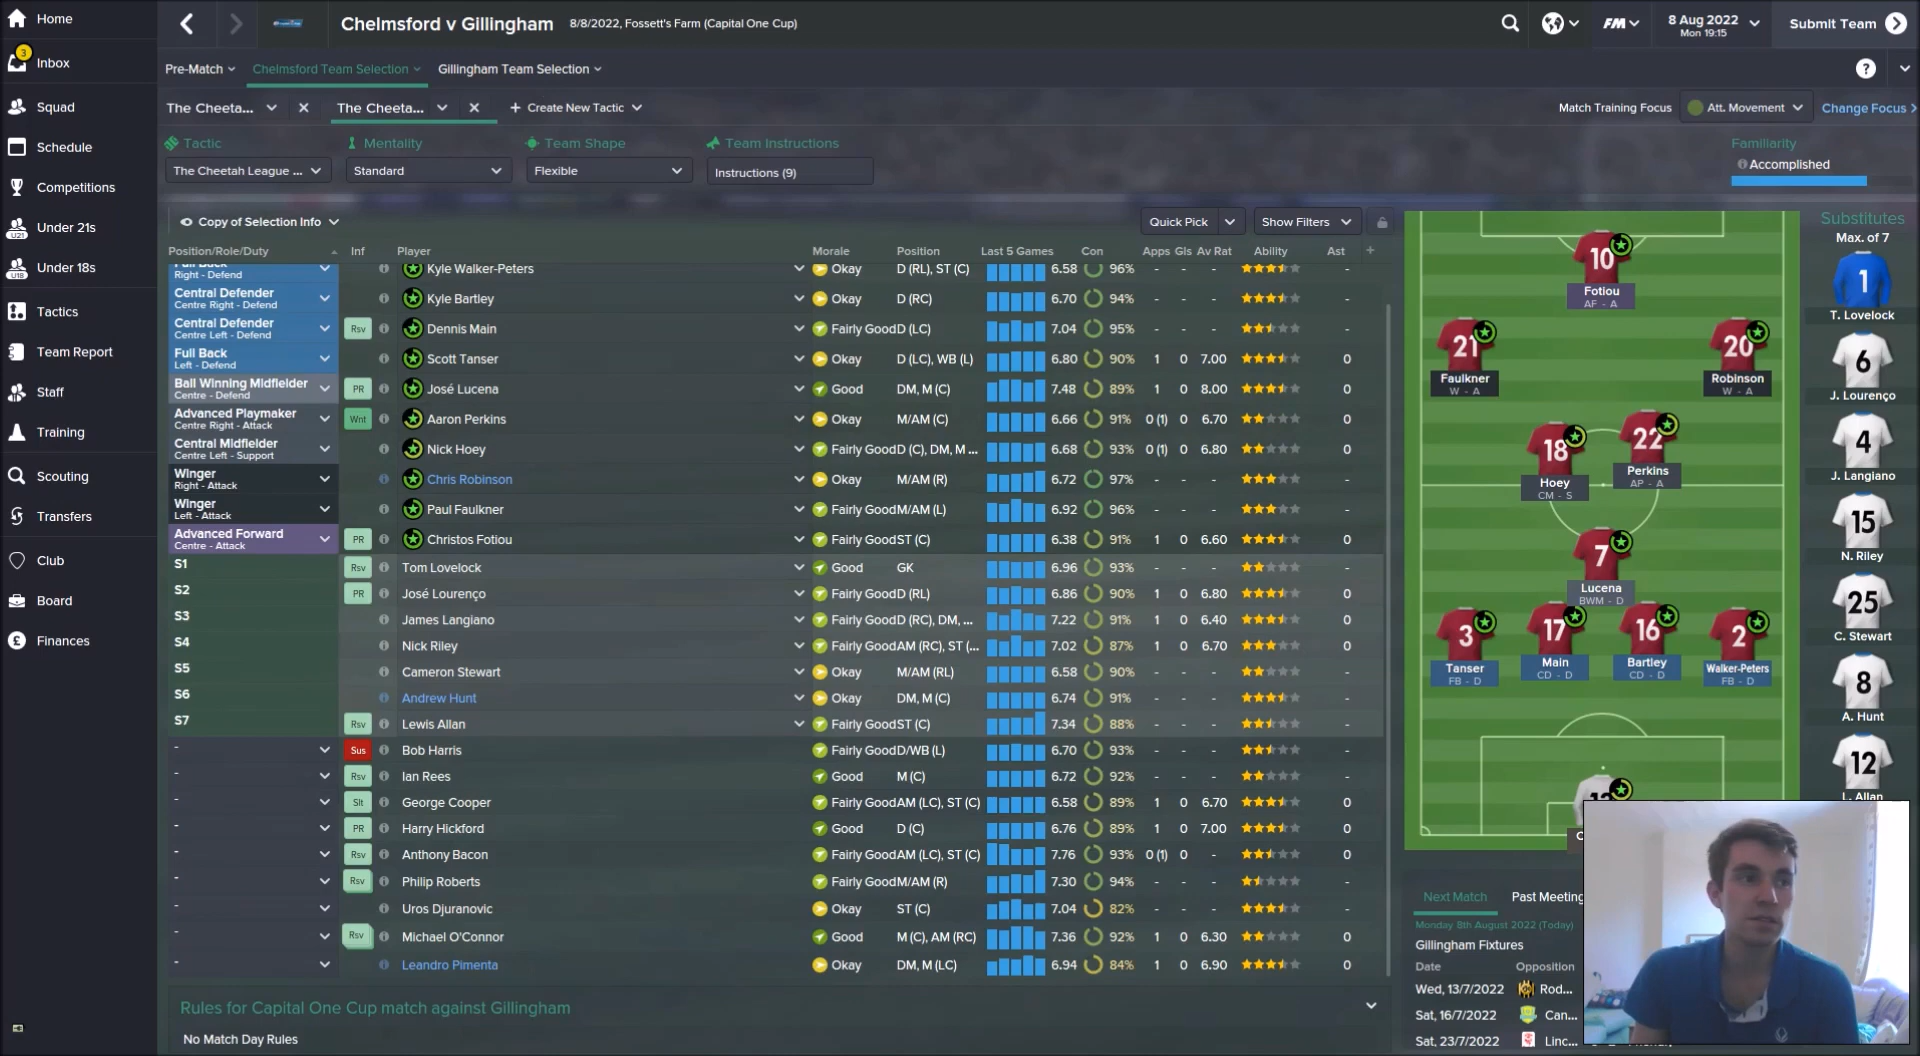 Home
Inbox
3
Squad
Schedule
Competitions
Under 21s
Under 18s
Tactics
Team Report
Staff
Training
Scouting
Transfers
Club
Board
Finances
Chelmsford v Gillingham 8/8/2022, Fossett's Farm (Capital One Cup)
FM 8 Aug 2022 Submit Team
Mon 19:15
Pre-Match Chelmsford Team Selection Gillingham Team Selection ?
The Cheeta... The Cheeta... + Create New Tactic Match Training Focus Att. Movement Change Focus
Tactic Mentality Team Shape Team Instructions Familiarity
The Cheetah League ... Standard Flexible Instructions (9) Accomplished
Copy of Selection Info Quick Pick Show Filters
Position/Role/Duty Inf Player Morale Position Last 5 Games Con Apps Gls Av Rat Ability Ast +
Full Back
Right - Defend Kyle Walker-Peters Okay D (RL), ST (C) 6.58 96% - - - -
Central Defender
Centre Right - Defend Kyle Bartley Okay D (RC) 6.70 94% - - - -
Central Defender
Centre Left - Defend Rsv Dennis Main Fairly Good D (LC) 7.04 95% - - - -
Full Back
Left - Defend Scott Tanser Okay D (LC), WB (L) 6.80 90% 1 0 7.00 0
Ball Winning Midfielder
Centre - Defend PR José Lucena Good DM, M (C) 7.48 89% 1 0 8.00 0
Advanced Playmaker
Centre Right - Attack Wnt Aaron Perkins Okay M/AM (C) 6.66 91% 0 (1) 0 6.70 0
Central Midfielder
Centre Left - Support Nick Hoey Fairly Good D (C), DM, M ... 6.68 93% 0 (1) 0 6.80 0
Winger
Right - Attack Chris Robinson Okay M/AM (R) 6.72 97% - - - -
Winger
Left - Attack Paul Faulkner Fairly Good M/AM (L) 6.92 96% - - - -
Advanced Forward
Centre - Attack PR Christos Fotiou Fairly Good ST (C) 6.38 91% 1 0 6.60 0
S1 Rsv Tom Lovelock Good GK 6.96 93% - - - -
S2 PR José Lourenço Fairly Good D (RL) 6.86 90% 1 0 6.80 0
S3 James Langiano Fairly Good D (RC), DM, ... 7.22 91% 1 0 6.40 0
S4 Nick Riley Fairly Good AM (RC), ST (... 7.02 87% 1 0 6.70 0
S5 Cameron Stewart Okay M/AM (RL) 6.58 90% - - - -
S6 Andrew Hunt Okay DM, M (C) 6.74 91% - - - -
S7 Rsv Lewis Allan Fairly Good ST (C) 7.34 88% - - - -
- Sus Bob Harris Fairly Good D/WB (L) 6.70 93% - - - -
- Rsv Ian Rees Good M (C) 6.72 92% - - - -
- Slt George Cooper Fairly Good AM (LC), ST (C) 6.58 89% 1 0 6.70 0
- PR Harry Hickford Good D (C) 6.76 89% 1 0 7.00 0
- Rsv Anthony Bacon Fairly Good AM (LC), ST (C) 7.76 93% 0 (1) 0 - 0
- Rsv Philip Roberts Fairly Good M/AM (R) 7.30 94% - - - -
- Uros Djuranovic Okay ST (C) 7.04 82% - - - -
- Rsv Michael O'Connor Good M (C), AM (RC) 7.36 92% 1 0 6.30 0
- Leandro Pimenta Okay DM, M (LC) 6.94 84% 1 0 6.90 0
Rules for Capital One Cup match against Gillingham
No Match Day Rules
10
Fotiou
AF - A
21 20
Faulkner Robinson
W - A W - A
18 22
Hoey Perkins
CM - S AP - A
7
Lucena
BWM - D
3 17 16 2
Tanser Main Bartley Walker-Peters
FB - D CD - D CD - D FB - D
Substitutes
Max. of 7
1
T. Lovelock
6
J. Lourenço
4
J. Langiano
15
N. Riley
25
C. Stewart
8
A. Hunt
12
L. Allan
Next Match Past Meeting
Monday 8th August 2022 (Today)
Gillingham Fixtures
Date Opposition
Wed, 13/7/2022 Rod...
Sat, 16/7/2022 Can...
Sat, 23/7/2022 Linc...